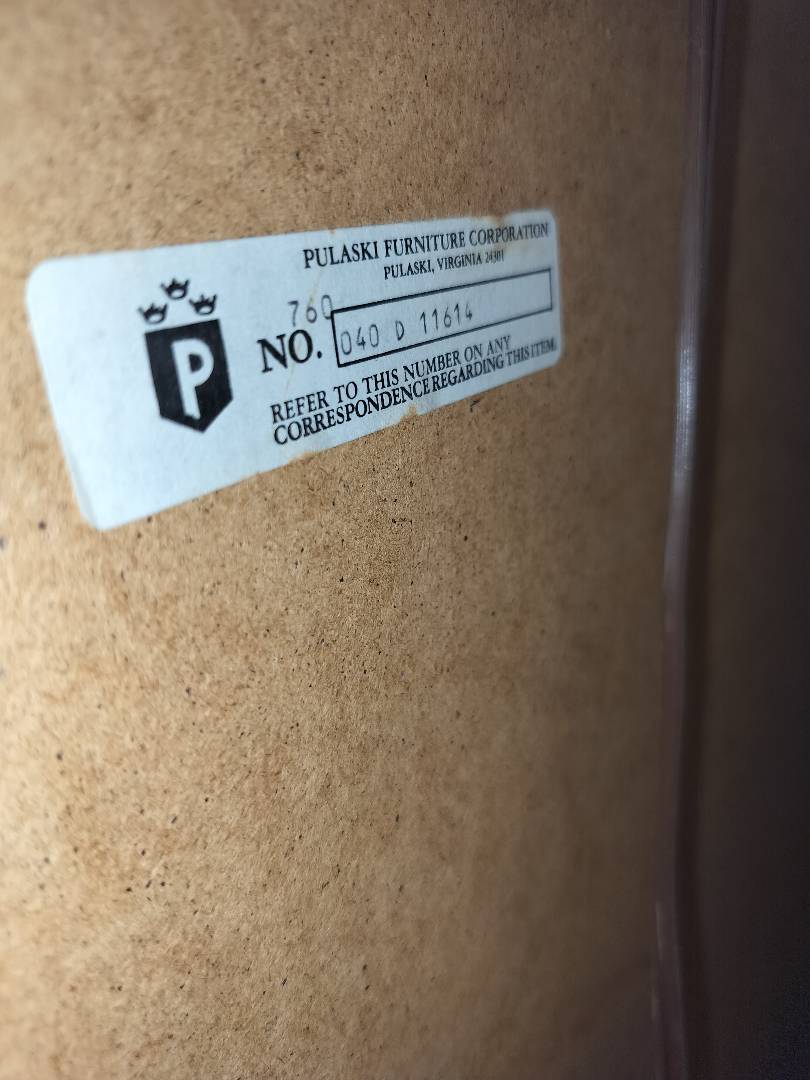 PULASKI FURNITURE CORPORATION
PULASKI, VIRGINIA 24301
760
NO. 040 D 11614
REFER TO THIS NUMBER ON ANY
CORRESPONDENCE REGARDING THIS ITEM.
P